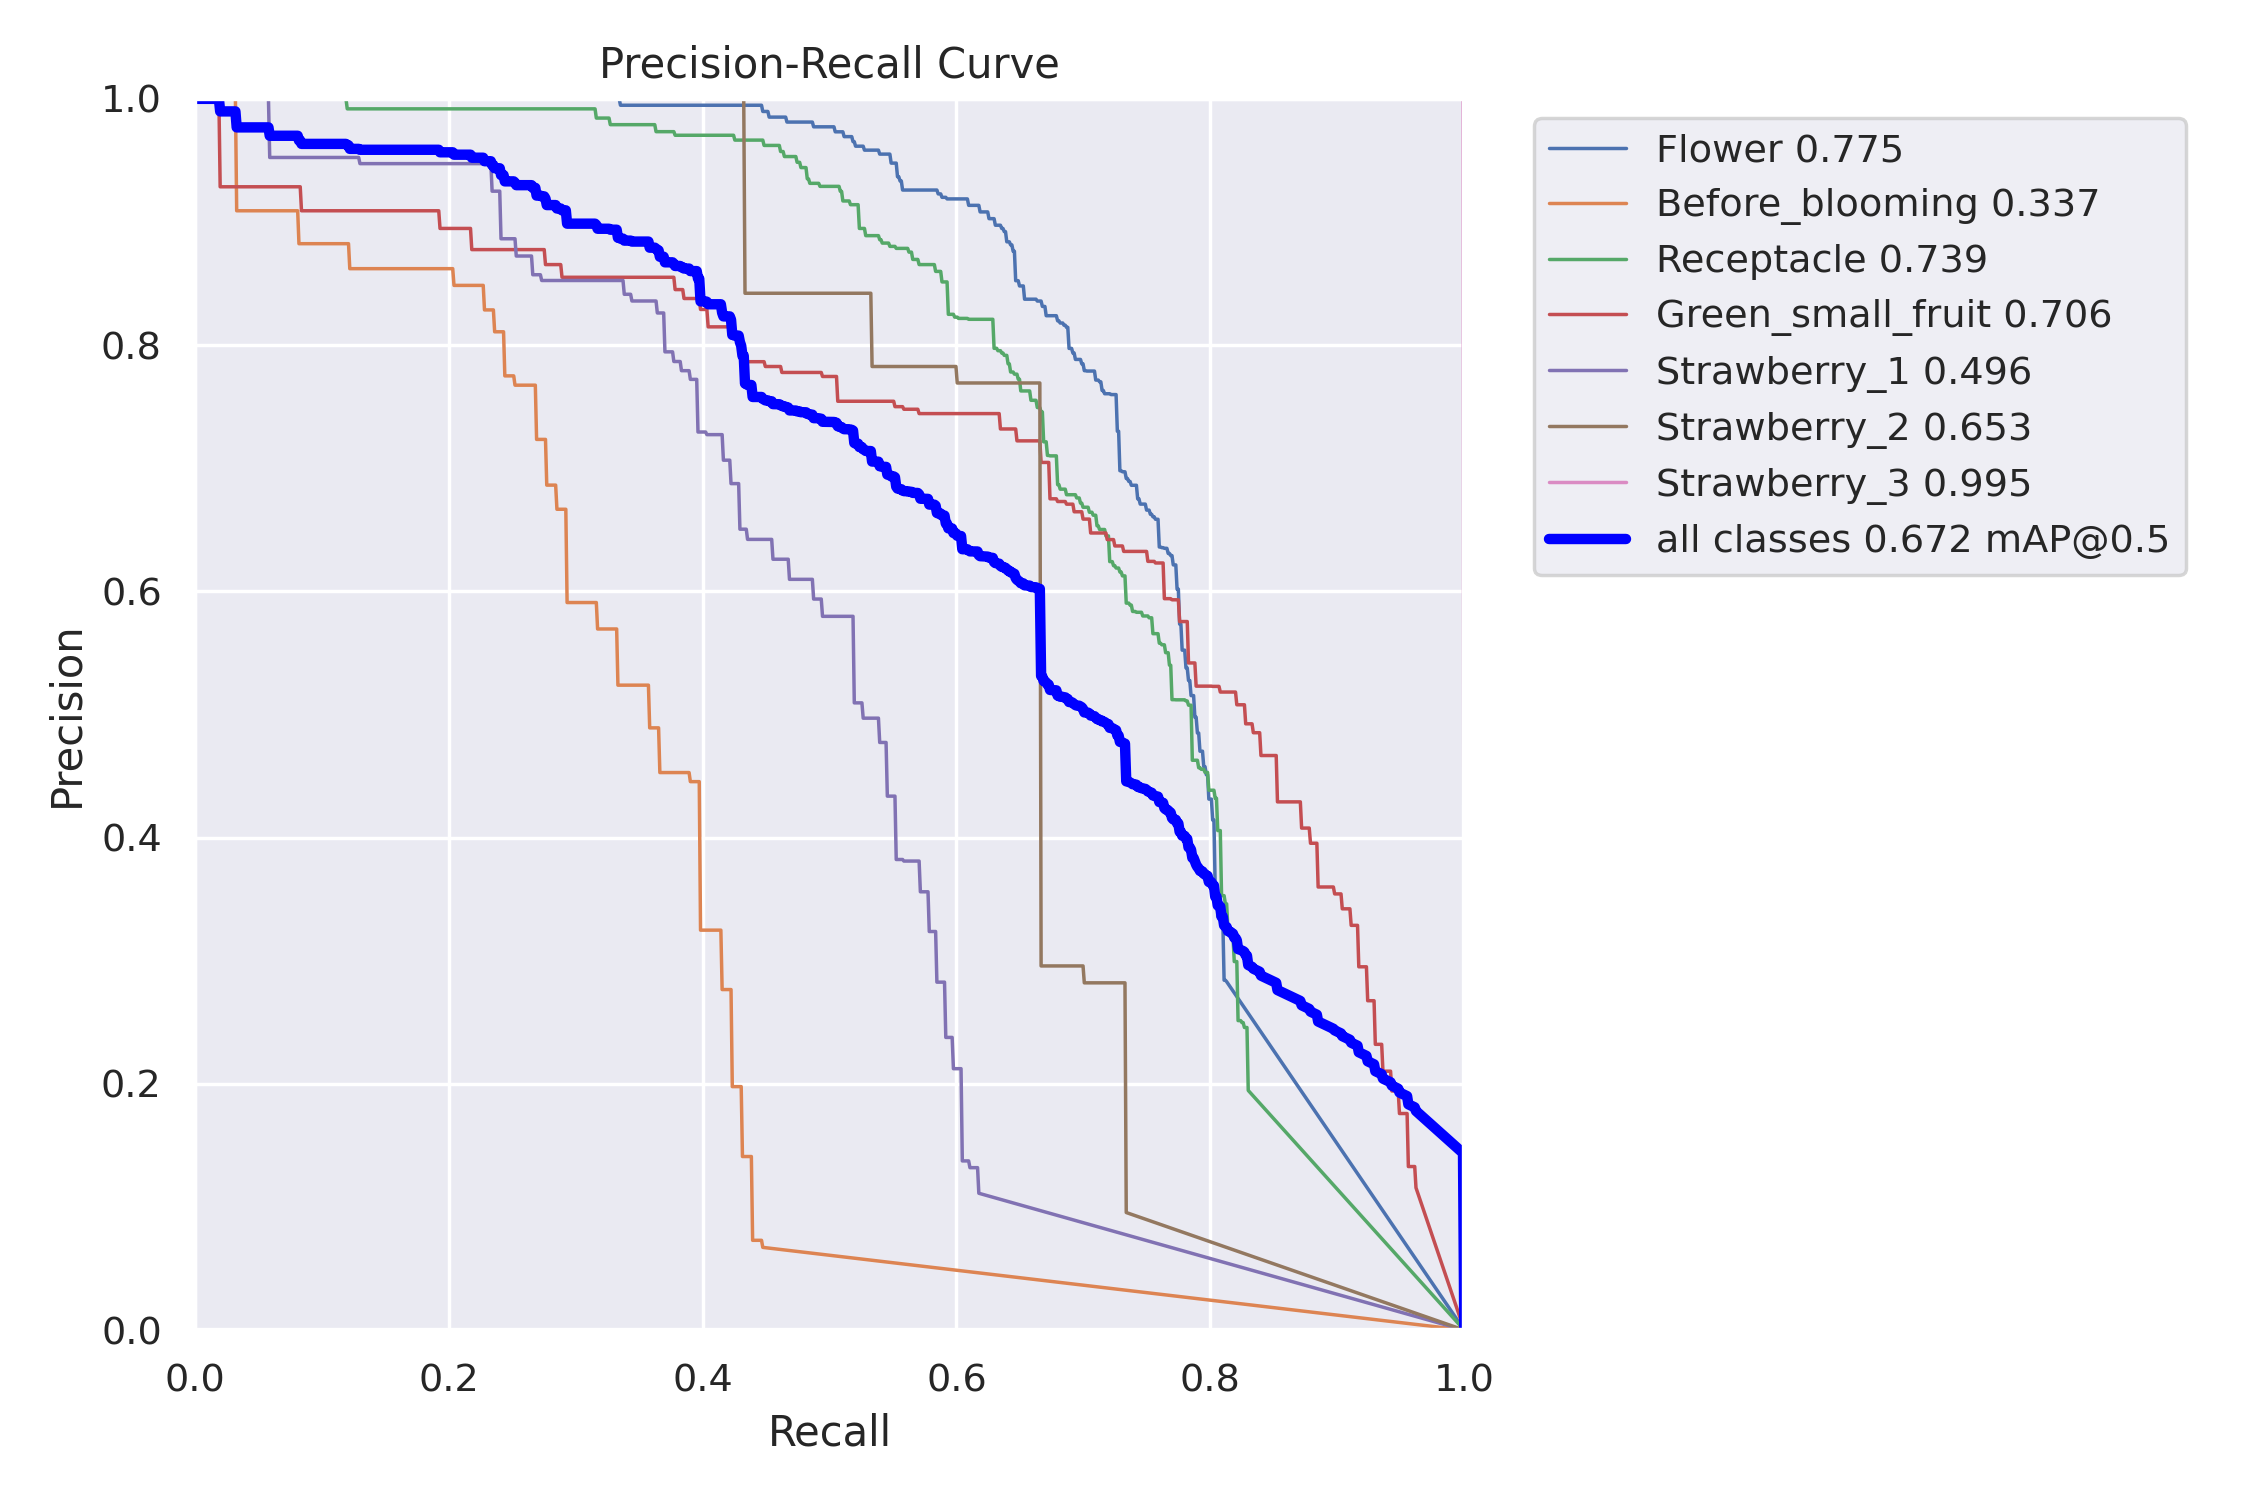 Precision-Recall Curve
1.0
0.8
0.6
0.4
0.2
0.0
Precision
0.0 0.2 0.4 0.6 0.8 1.0
Recall
Flower 0.775
Before_blooming 0.337
Receptacle 0.739
Green_small_fruit 0.706
Strawberry_1 0.496
Strawberry_2 0.653
Strawberry_3 0.995
all classes 0.672 mAP@0.5